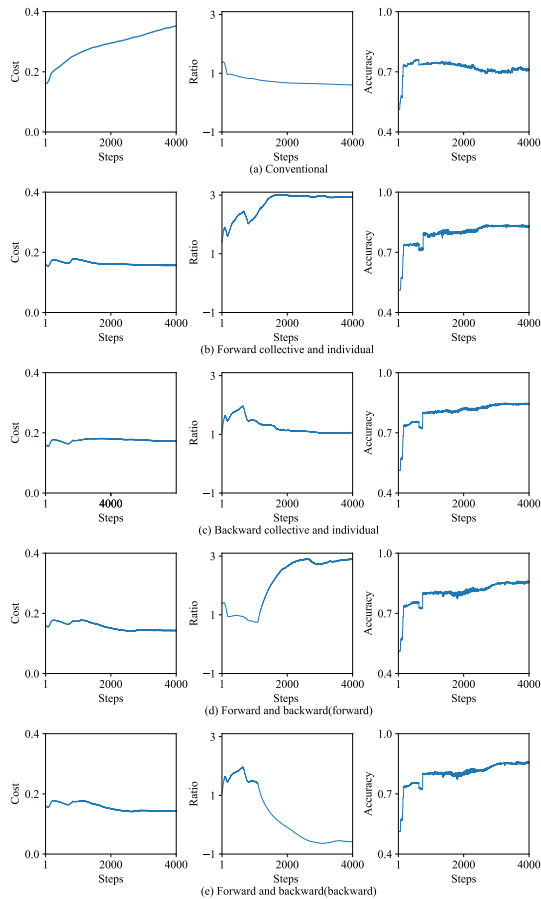 0.4
0.2
0.0
Cost
1
2000
4000
Steps
3
1
−1
Ratio
1
2000
4000
Steps
1.0
0.7
0.4
Accuracy
1
2000
4000
Steps
(a) Conventional
0.4
0.2
0.0
Cost
1
2000
4000
Steps
3
1
−1
Ratio
1
2000
4000
Steps
1.0
0.7
0.4
Accuracy
1
2000
4000
Steps
(b) Forward collective and individual
0.4
0.2
0.0
Cost
1
4000
Steps
3
1
−1
Ratio
1
2000
4000
Steps
1.0
0.7
0.4
Accuracy
1
2000
4000
Steps
(c) Backward collective and individual
0.4
0.2
0.0
Cost
1
2000
4000
Steps
3
1
−1
Ratio
1
2000
4000
Steps
1.0
0.7
0.4
Accuracy
1
2000
4000
Steps
(d) Forward and backward(forward)
0.4
0.2
0.0
Cost
1
2000
4000
Steps
3
1
−1
Ratio
1
2000
4000
Steps
1.0
0.7
0.4
Accuracy
1
2000
4000
Steps
(e) Forward and backward(backward)